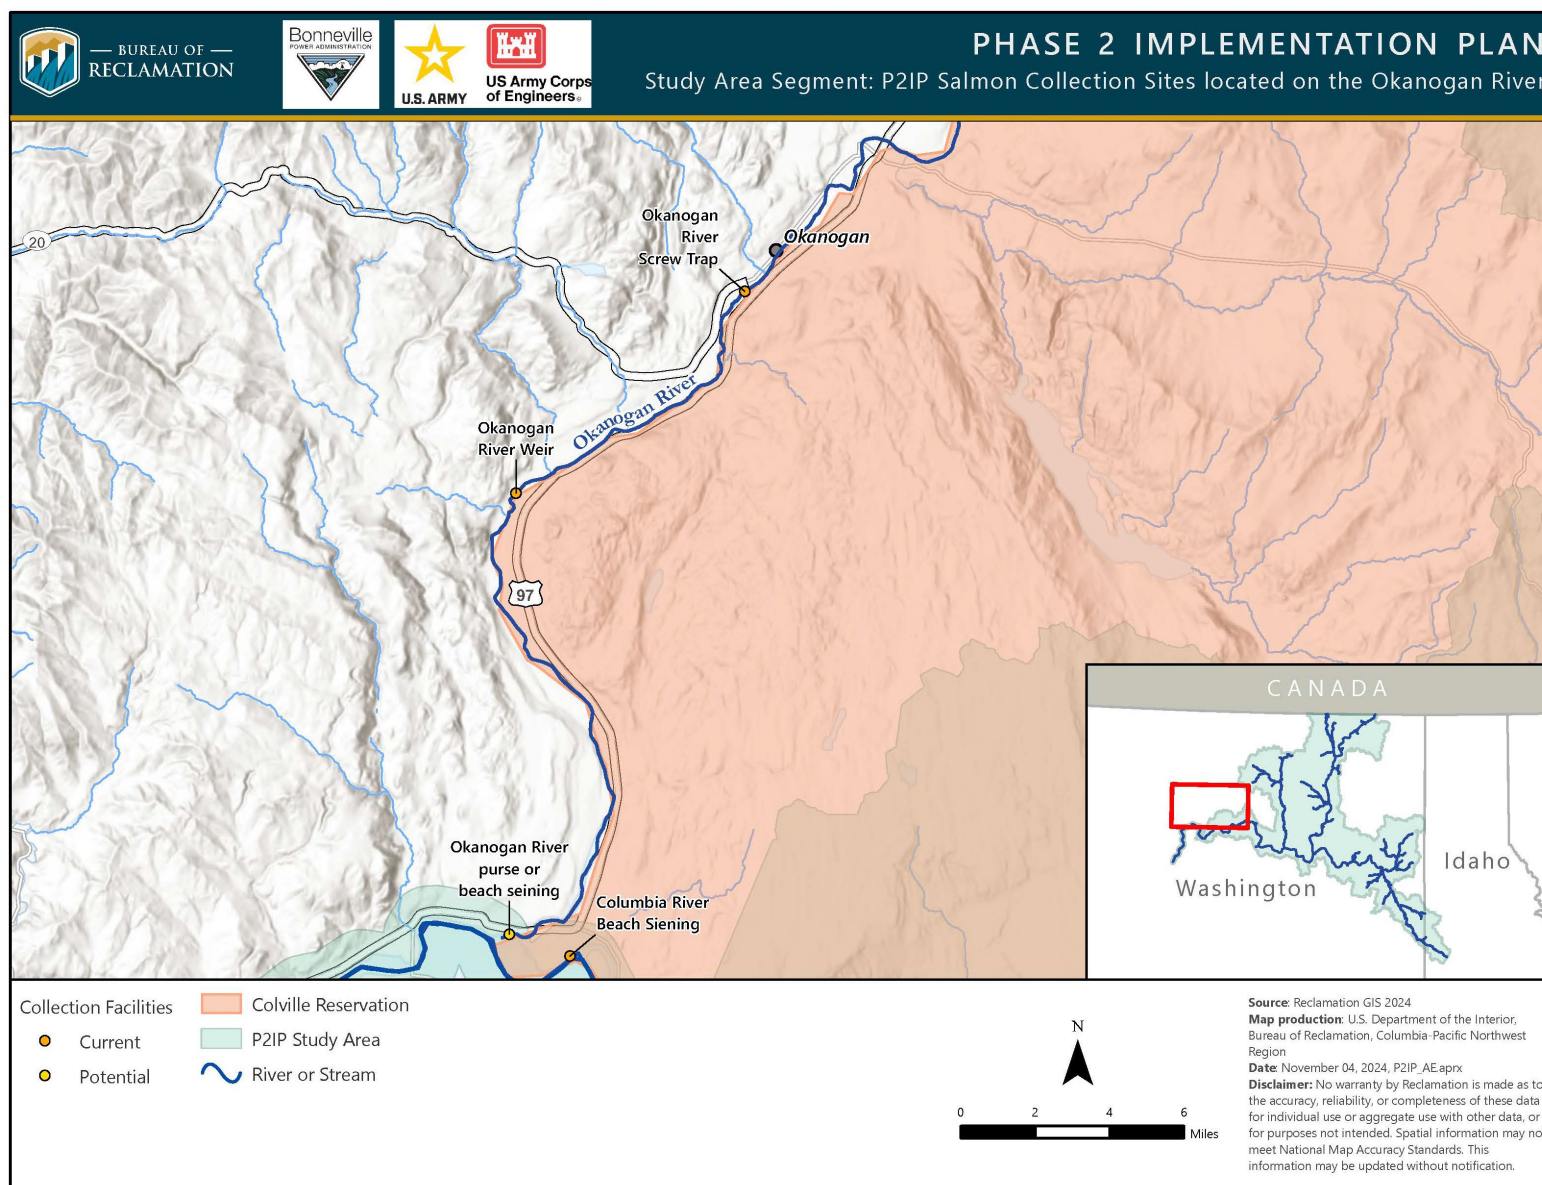 BUREAU OF
RECLAMATION
Bonneville
POWER ADMINISTRATION
U.S. ARMY
US Army Corps
of Engineers®
PHASE 2 IMPLEMENTATION PLAN
Study Area Segment: P2IP Salmon Collection Sites located on the Okanogan River
20
Okanogan
River
Screw Trap
Okanogan
Okanogan River
Okanogan
River Weir
97
Okanogan River
purse or
beach seining
Columbia River
Beach Siening
CANADA
Washington
Idaho
Collection Facilities
Current
Potential
Colville Reservation
P2IP Study Area
River or Stream
N
0 2 4 6
Miles
Source: Reclamation GIS 2024
Map production: U.S. Department of the Interior,
Bureau of Reclamation, Columbia-Pacific Northwest
Region
Date: November 04, 2024, P2IP_AE.aprx
Disclaimer: No warranty by Reclamation is made as to
the accuracy, reliability, or completeness of these data
for individual use or aggregate use with other data, or
for purposes not intended. Spatial information may no
meet National Map Accuracy Standards. This
information may be updated without notification.